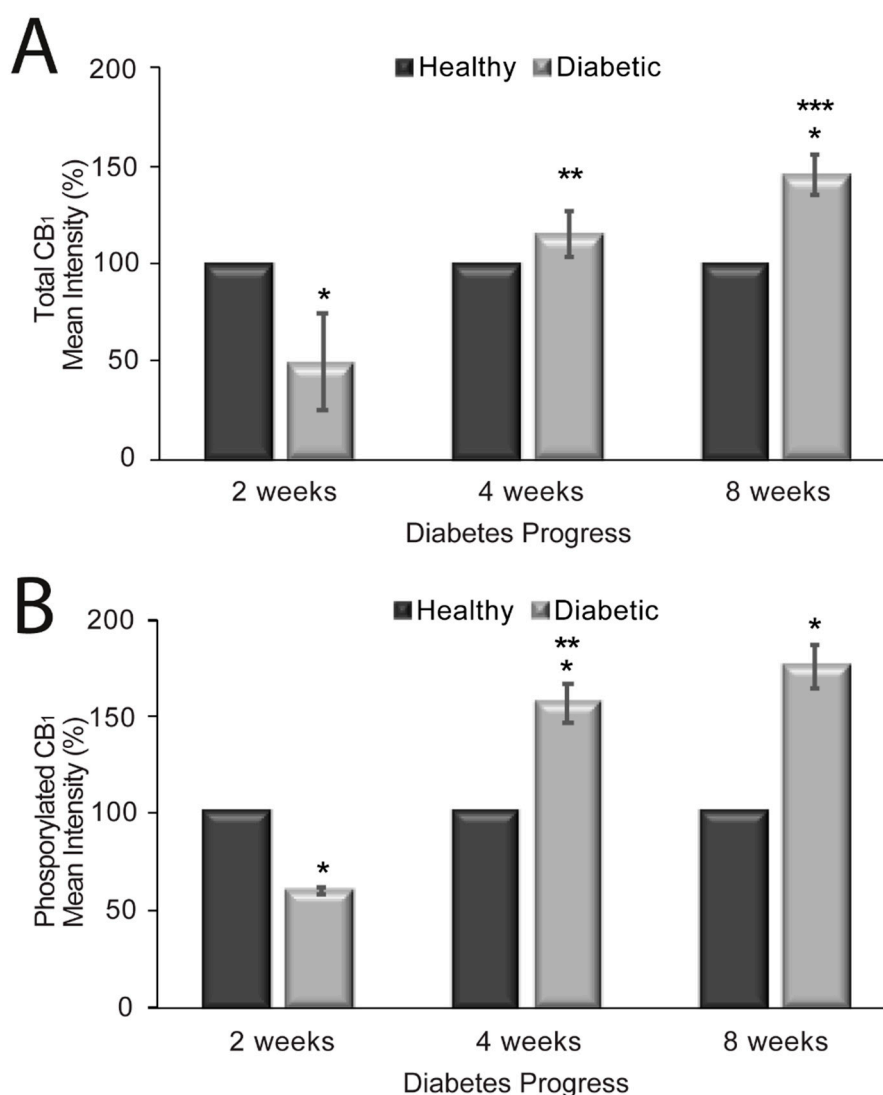 A
200
Healthy Diabetic
***
*
**
150
100
*
50
0
Total CB1
Mean Intensity (%)
2 weeks 4 weeks 8 weeks
Diabetes Progress
B
200
Healthy Diabetic
*
**
*
150
100
*
50
0
Phosporylated CB1
Mean Intensity (%)
2 weeks 4 weeks 8 weeks
Diabetes Progress